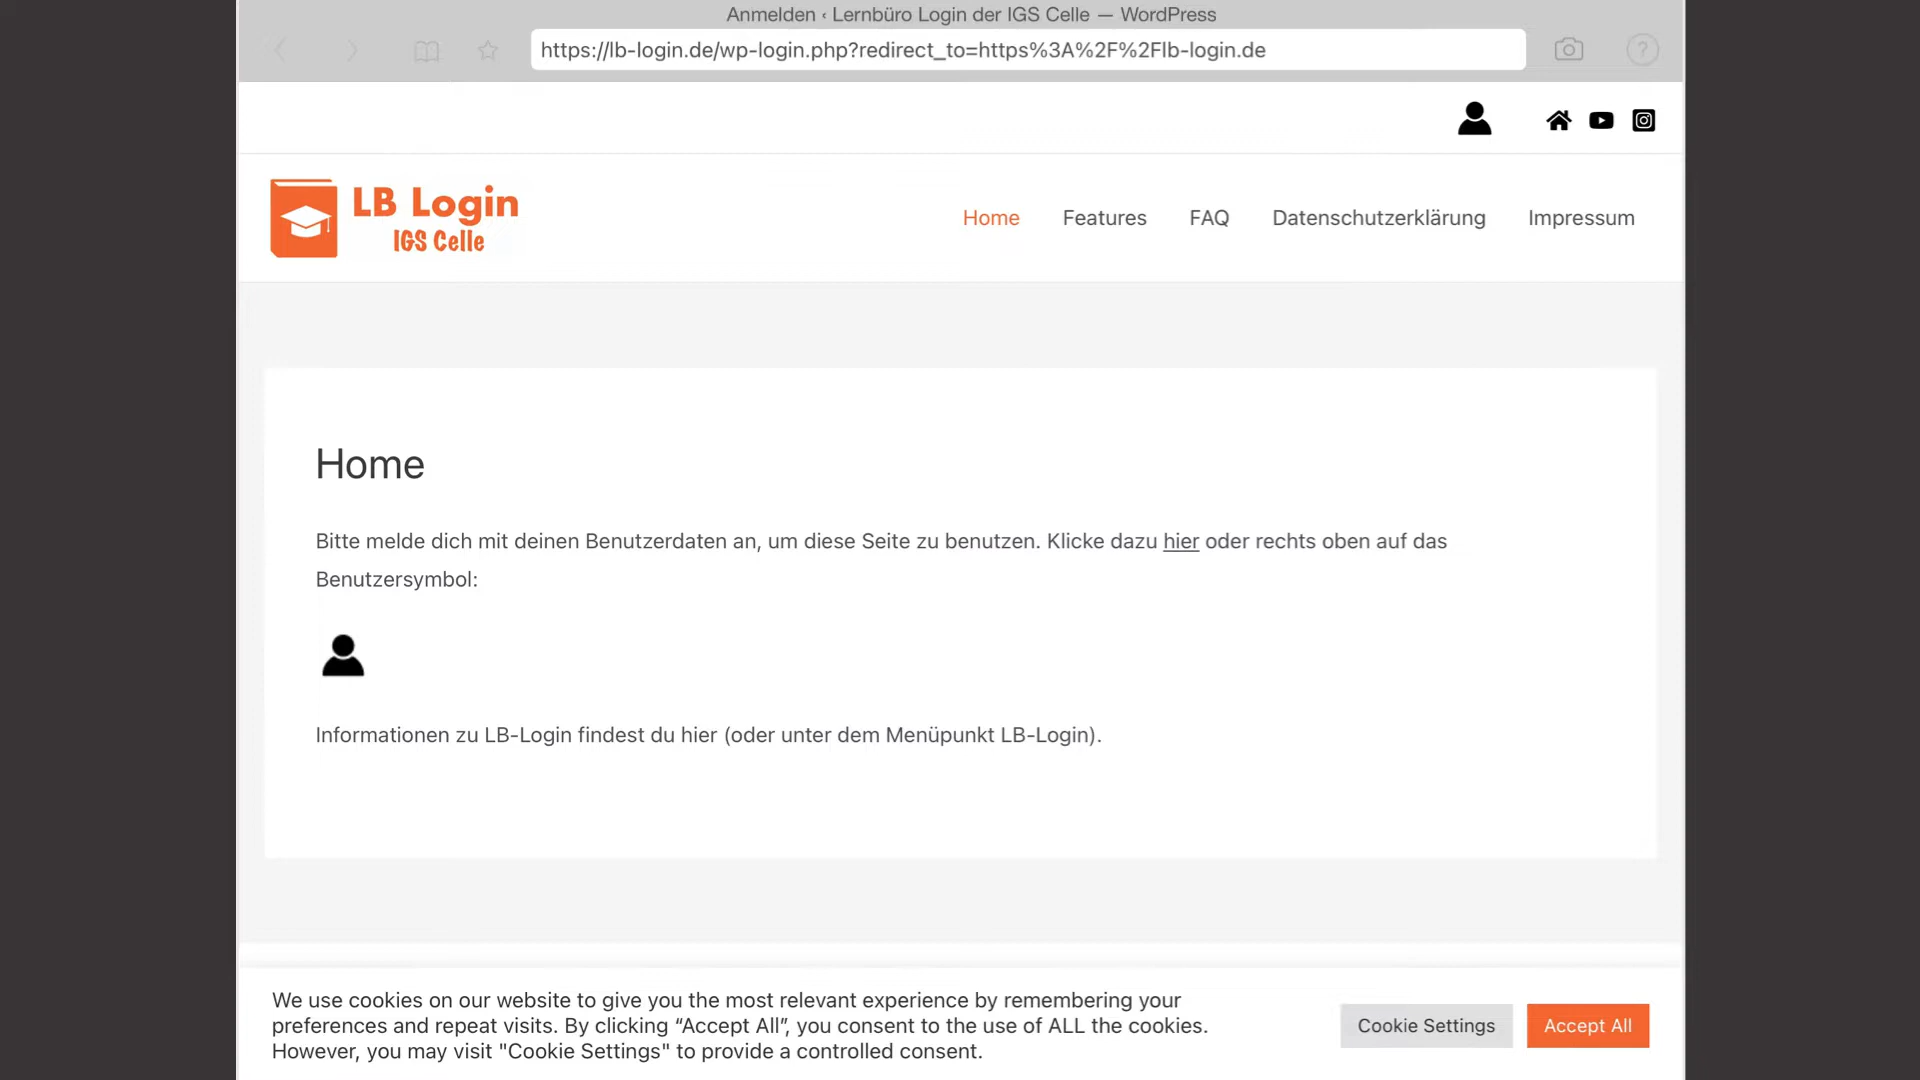 Anmelden ‹ Lernbüro Login der IGS Celle — WordPress
https://lb-login.de/wp-login.php?redirect_to=https%3A%2F%2Flb-login.de
?
LB Login
IGS Celle
Home
Features
FAQ
Datenschutzerklärung
Impressum
Home
Bitte melde dich mit deinen Benutzerdaten an, um diese Seite zu benutzen. Klicke dazu hier oder rechts oben auf das
Benutzersymbol:
Informationen zu LB-Login findest du hier (oder unter dem Menüpunkt LB-Login).
We use cookies on our website to give you the most relevant experience by remembering your
preferences and repeat visits. By clicking “Accept All”, you consent to the use of ALL the cookies.
However, you may visit "Cookie Settings" to provide a controlled consent.
Cookie Settings
Accept All